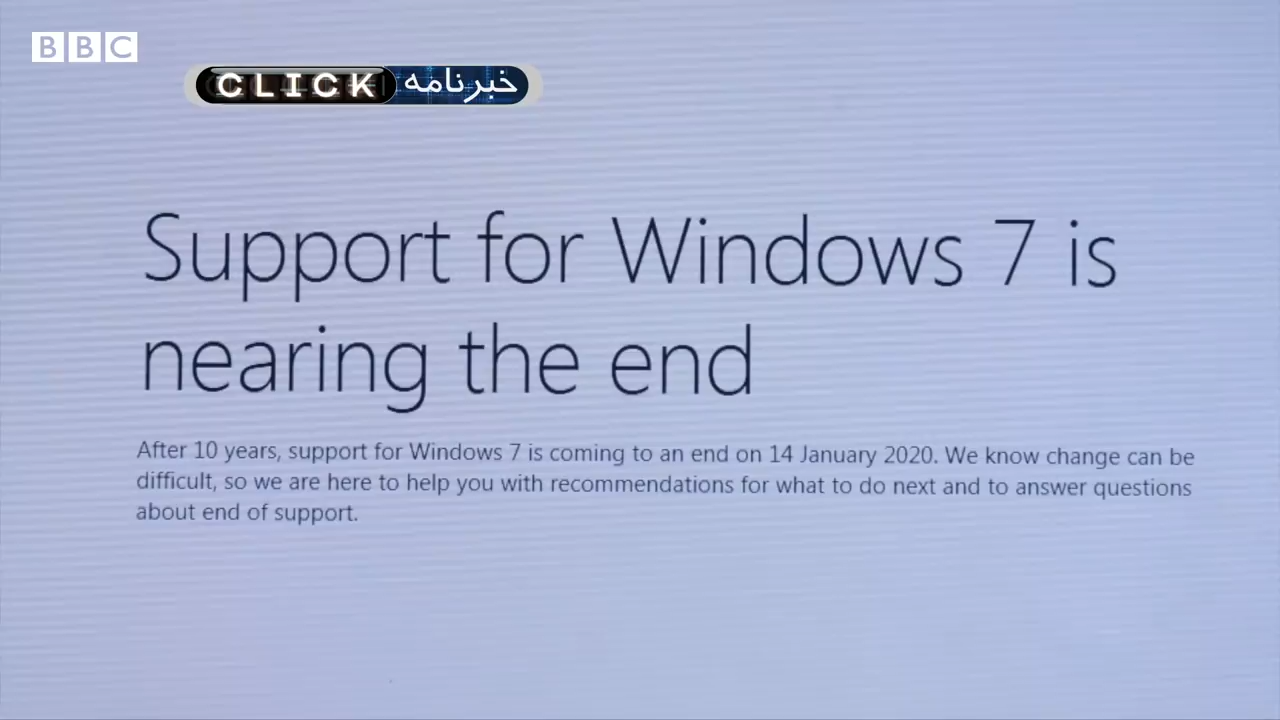 BBC
CLICK خبرنامه
Support for Windows 7 is
nearing the end
After 10 years, support for Windows 7 is coming to an end on 14 January 2020. We know change can be
difficult, so we are here to help you with recommendations for what to do next and to answer questions
about end of support.